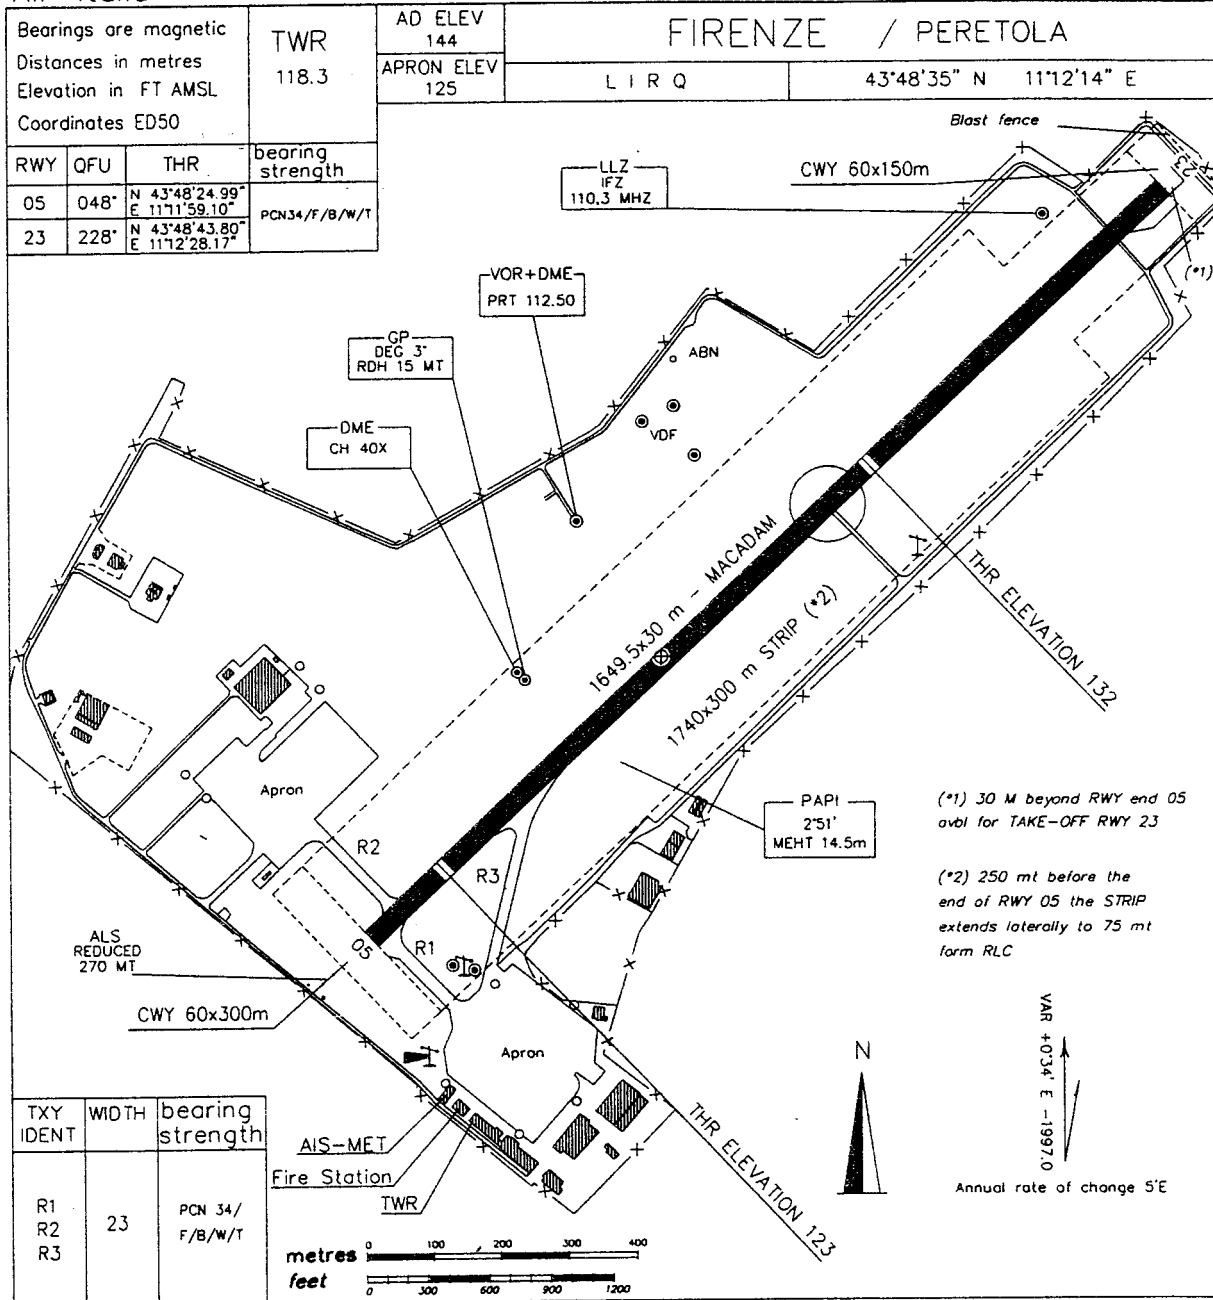 Bearings are magnetic
Distances in metres
Elevation in FT AMSL
Coordinates ED50
TWR
118.3
AD ELEV
144
APRON ELEV
125
FIRENZE / PERETOLA
LIRQ
43°48'35" N 11°12'14" E
RWY QFU THR bearing strength
05 048° N 43°48'24.99"
E 11°11'59.10"
PCN34/F/B/W/T
23 228° N 43°48'43.80"
E 11°12'28.17"
Blast fence
LLZ
IFZ
110.3 MHZ
CWY 60x150m
23
(*1)
VOR+DME
PRT 112.50
GP
DEG 3°
RDH 15 MT
ABN
DME
CH 40X
VDF
1649.5x30 m - MACADAM
1740x300 m STRIP (*2)
THR ELEVATION 132
Apron
PAPI
2°51'
MEHT 14.5m
(*1) 30 M beyond RWY end 05
avbl for TAKE-OFF RWY 23
(*2) 250 mt before the
end of RWY 05 the STRIP
extends laterally to 75 mt
form RLC
R2
R3
R1
05
ALS
REDUCED
270 MT
CWY 60x300m
Apron
N
VAR +0°34' E -1997.0
Annual rate of change 5'E
THR ELEVATION 123
AIS-MET
Fire Station
TWR
TXY IDENT
WIDTH
bearing strength
R1
R2
R3
23
PCN 34/
F/B/W/T
metres 0 100 200 300 400
feet 0 300 600 900 1200